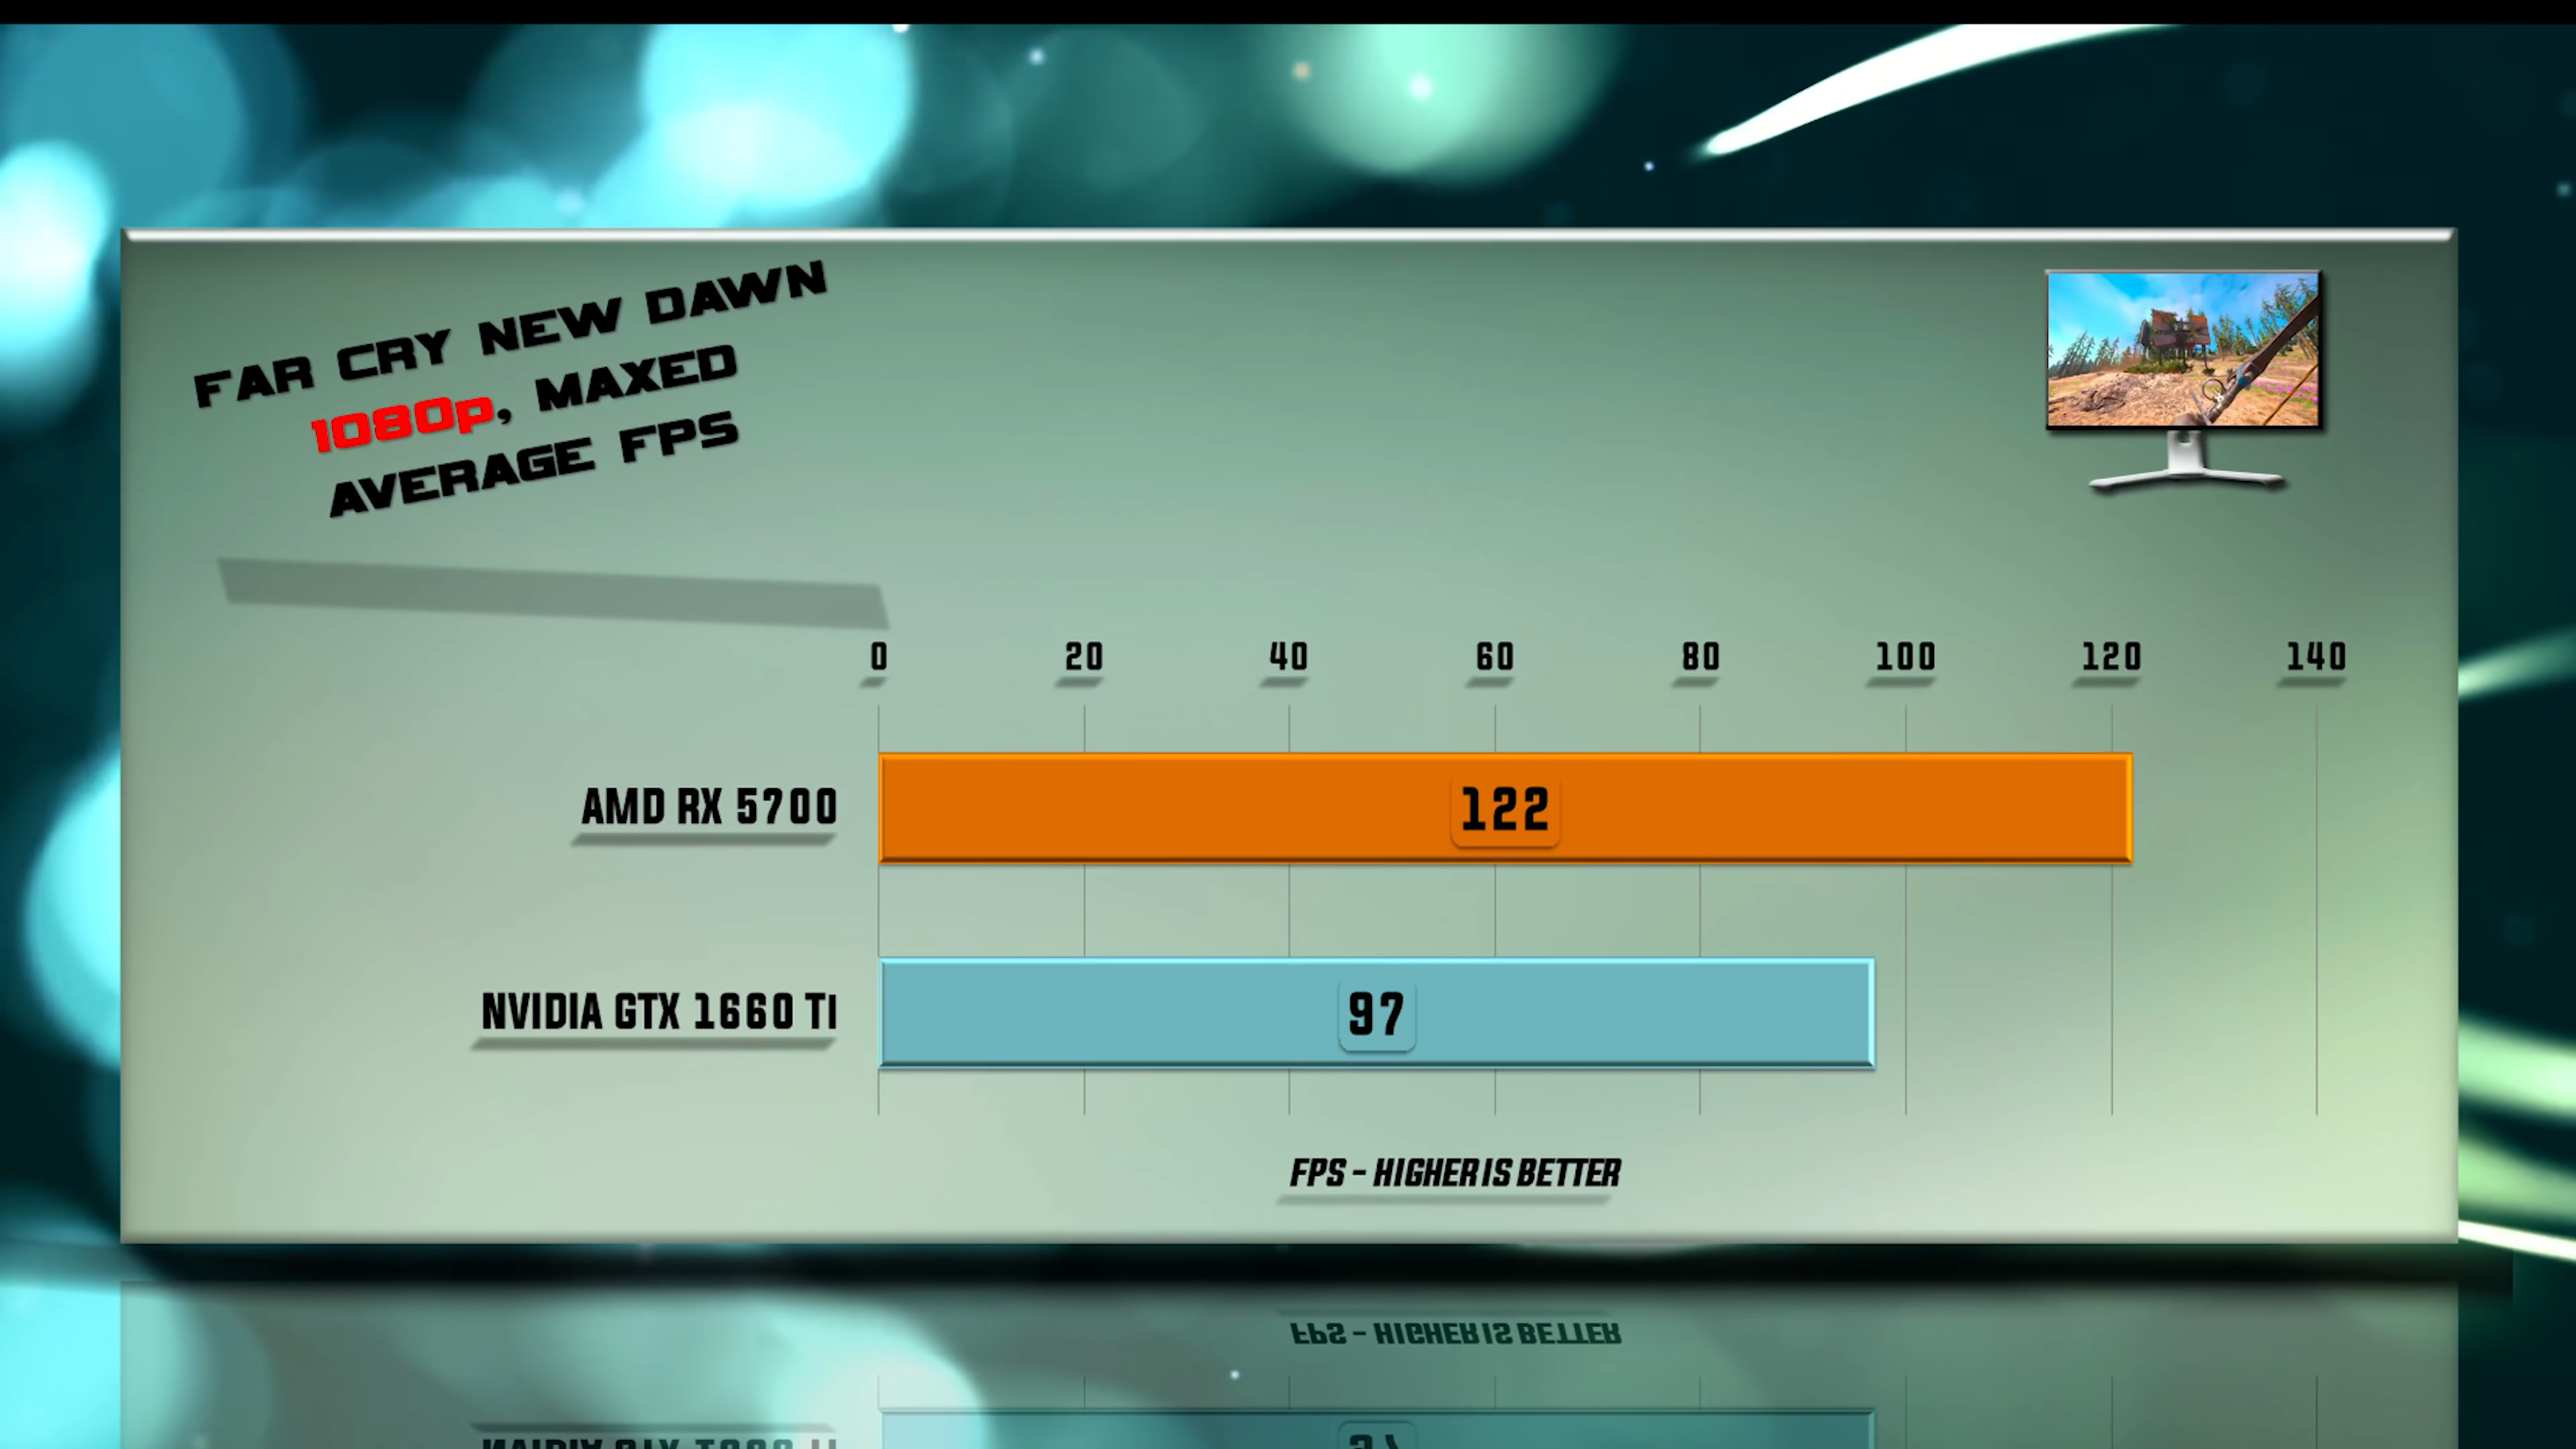 FAR CRY NEW DAWN
1080p, MAXED
AVERAGE FPS
0 20 40 60 80 100 120 140
AMD RX 5700 122
NVIDIA GTX 1660 TI 97
FPS - HIGHER IS BETTER